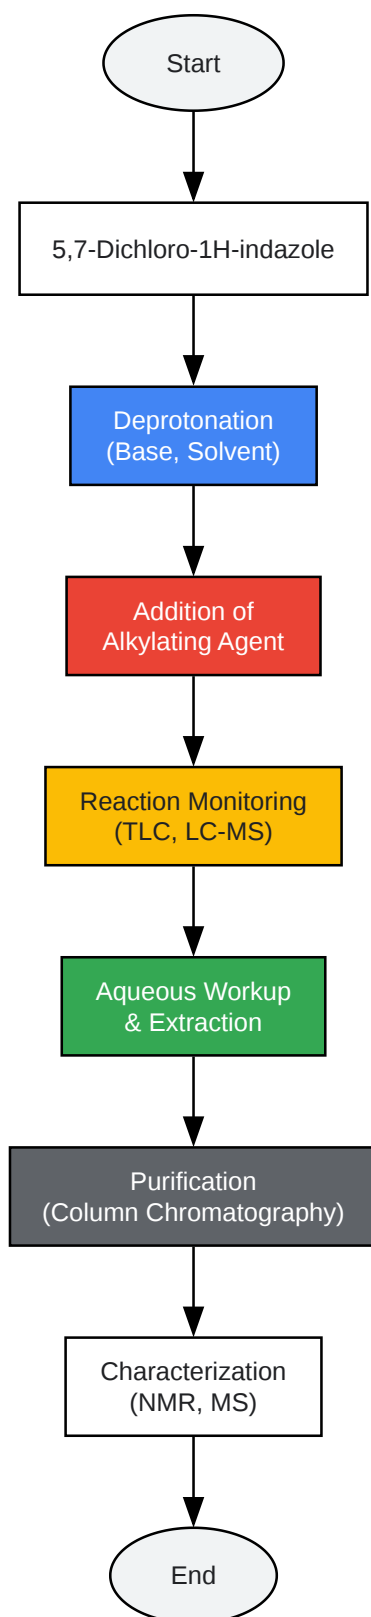 Start
5,7-Dichloro-1H-indazole
Deprotonation
(Base, Solvent)
Addition of
Alkylating Agent
Reaction Monitoring
(TLC, LC-MS)
Aqueous Workup
& Extraction
Purification
(Column Chromatography)
Characterization
(NMR, MS)
End